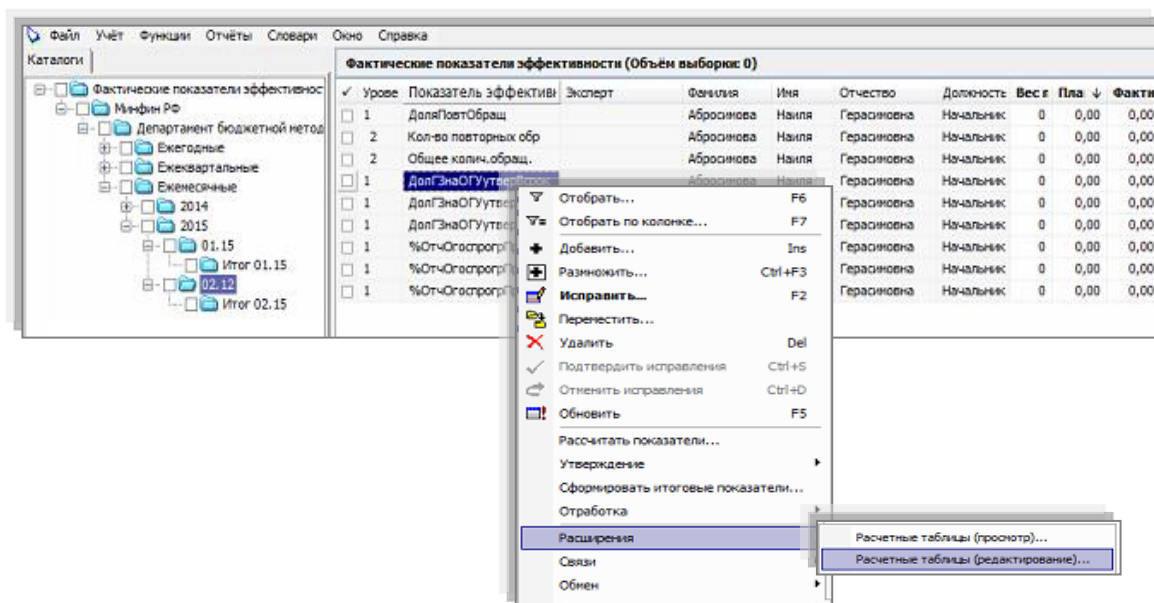 Файл Учёт Функции Отчёты Словари Окно Справка
Каталоги
Фактические показатели эффективнос
Минфин РФ
Департамент бюджетной метод
Ежегодные
Ежеквартальные
Ежемесячные
2014
2015
01.15
Итог 01.15
02.12
Итог 02.15
Фактические показатели эффективности (Объём выборки: 0)
✓ Урове Показатель эффективн Эксперт Фамилия Имя Отчество Должность Вес г Пла ↓ Факти
1 ДоляПовтОбращ Абросимова Наиля Герасимовна Начальник 0 0,00 0,00
2 Кол-во повторных обр Абросимова Наиля Герасимовна Начальник 0 0,00 0,00
2 Общее колич.обращ. Абросимова Наиля Герасимовна Начальник 0 0,00 0,00
1 Абросимова Наиля Герасимовна Начальник 0 0,00 0,00
1 ДолГЗнаОГУутвер Герасимовна Начальник 0 0,00 0,00
1 ДолГЗнаОГУутвер Герасимовна Начальник 0 0,00 0,00
1 %ОтчОгоспрогрП Герасимовна Начальник 0 0,00 0,00
1 %ОтчОгоспрогрП Герасимовна Начальник 0 0,00 0,00
1 %ОтчОгоспрогрП Герасимовна Начальник 0 0,00 0,00
Отобрать... F6
Отобрать по колонке... F7
Добавить... Ins
Размножить... Ctrl+F3
Исправить... F2
Переместить...
Удалить Del
Подтвердить исправления Ctrl+S
Отменить исправления Ctrl+D
Обновить F5
Рассчитать показатели...
Утверждение
Сформировать итоговые показатели...
Отработка
Расширения
Связи
Обмен
Расчетные таблицы (просмотр)...
Расчетные таблицы (редактирование)...